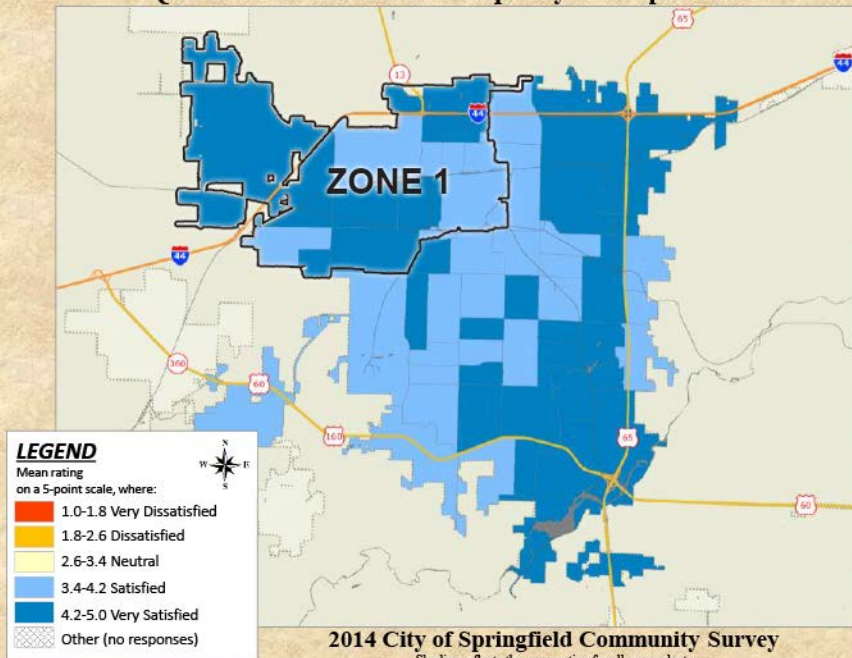 65
44
13
44
ZONE 1
44
360
60
160
65
60
LEGEND
Mean rating
on a 5-point scale, where:
N
W E
S
1.0-1.8 Very Dissatisfied
1.8-2.6 Dissatisfied
2.6-3.4 Neutral
3.4-4.2 Satisfied
4.2-5.0 Very Satisfied
Other (no responses)
2014 City of Springfield Community Survey